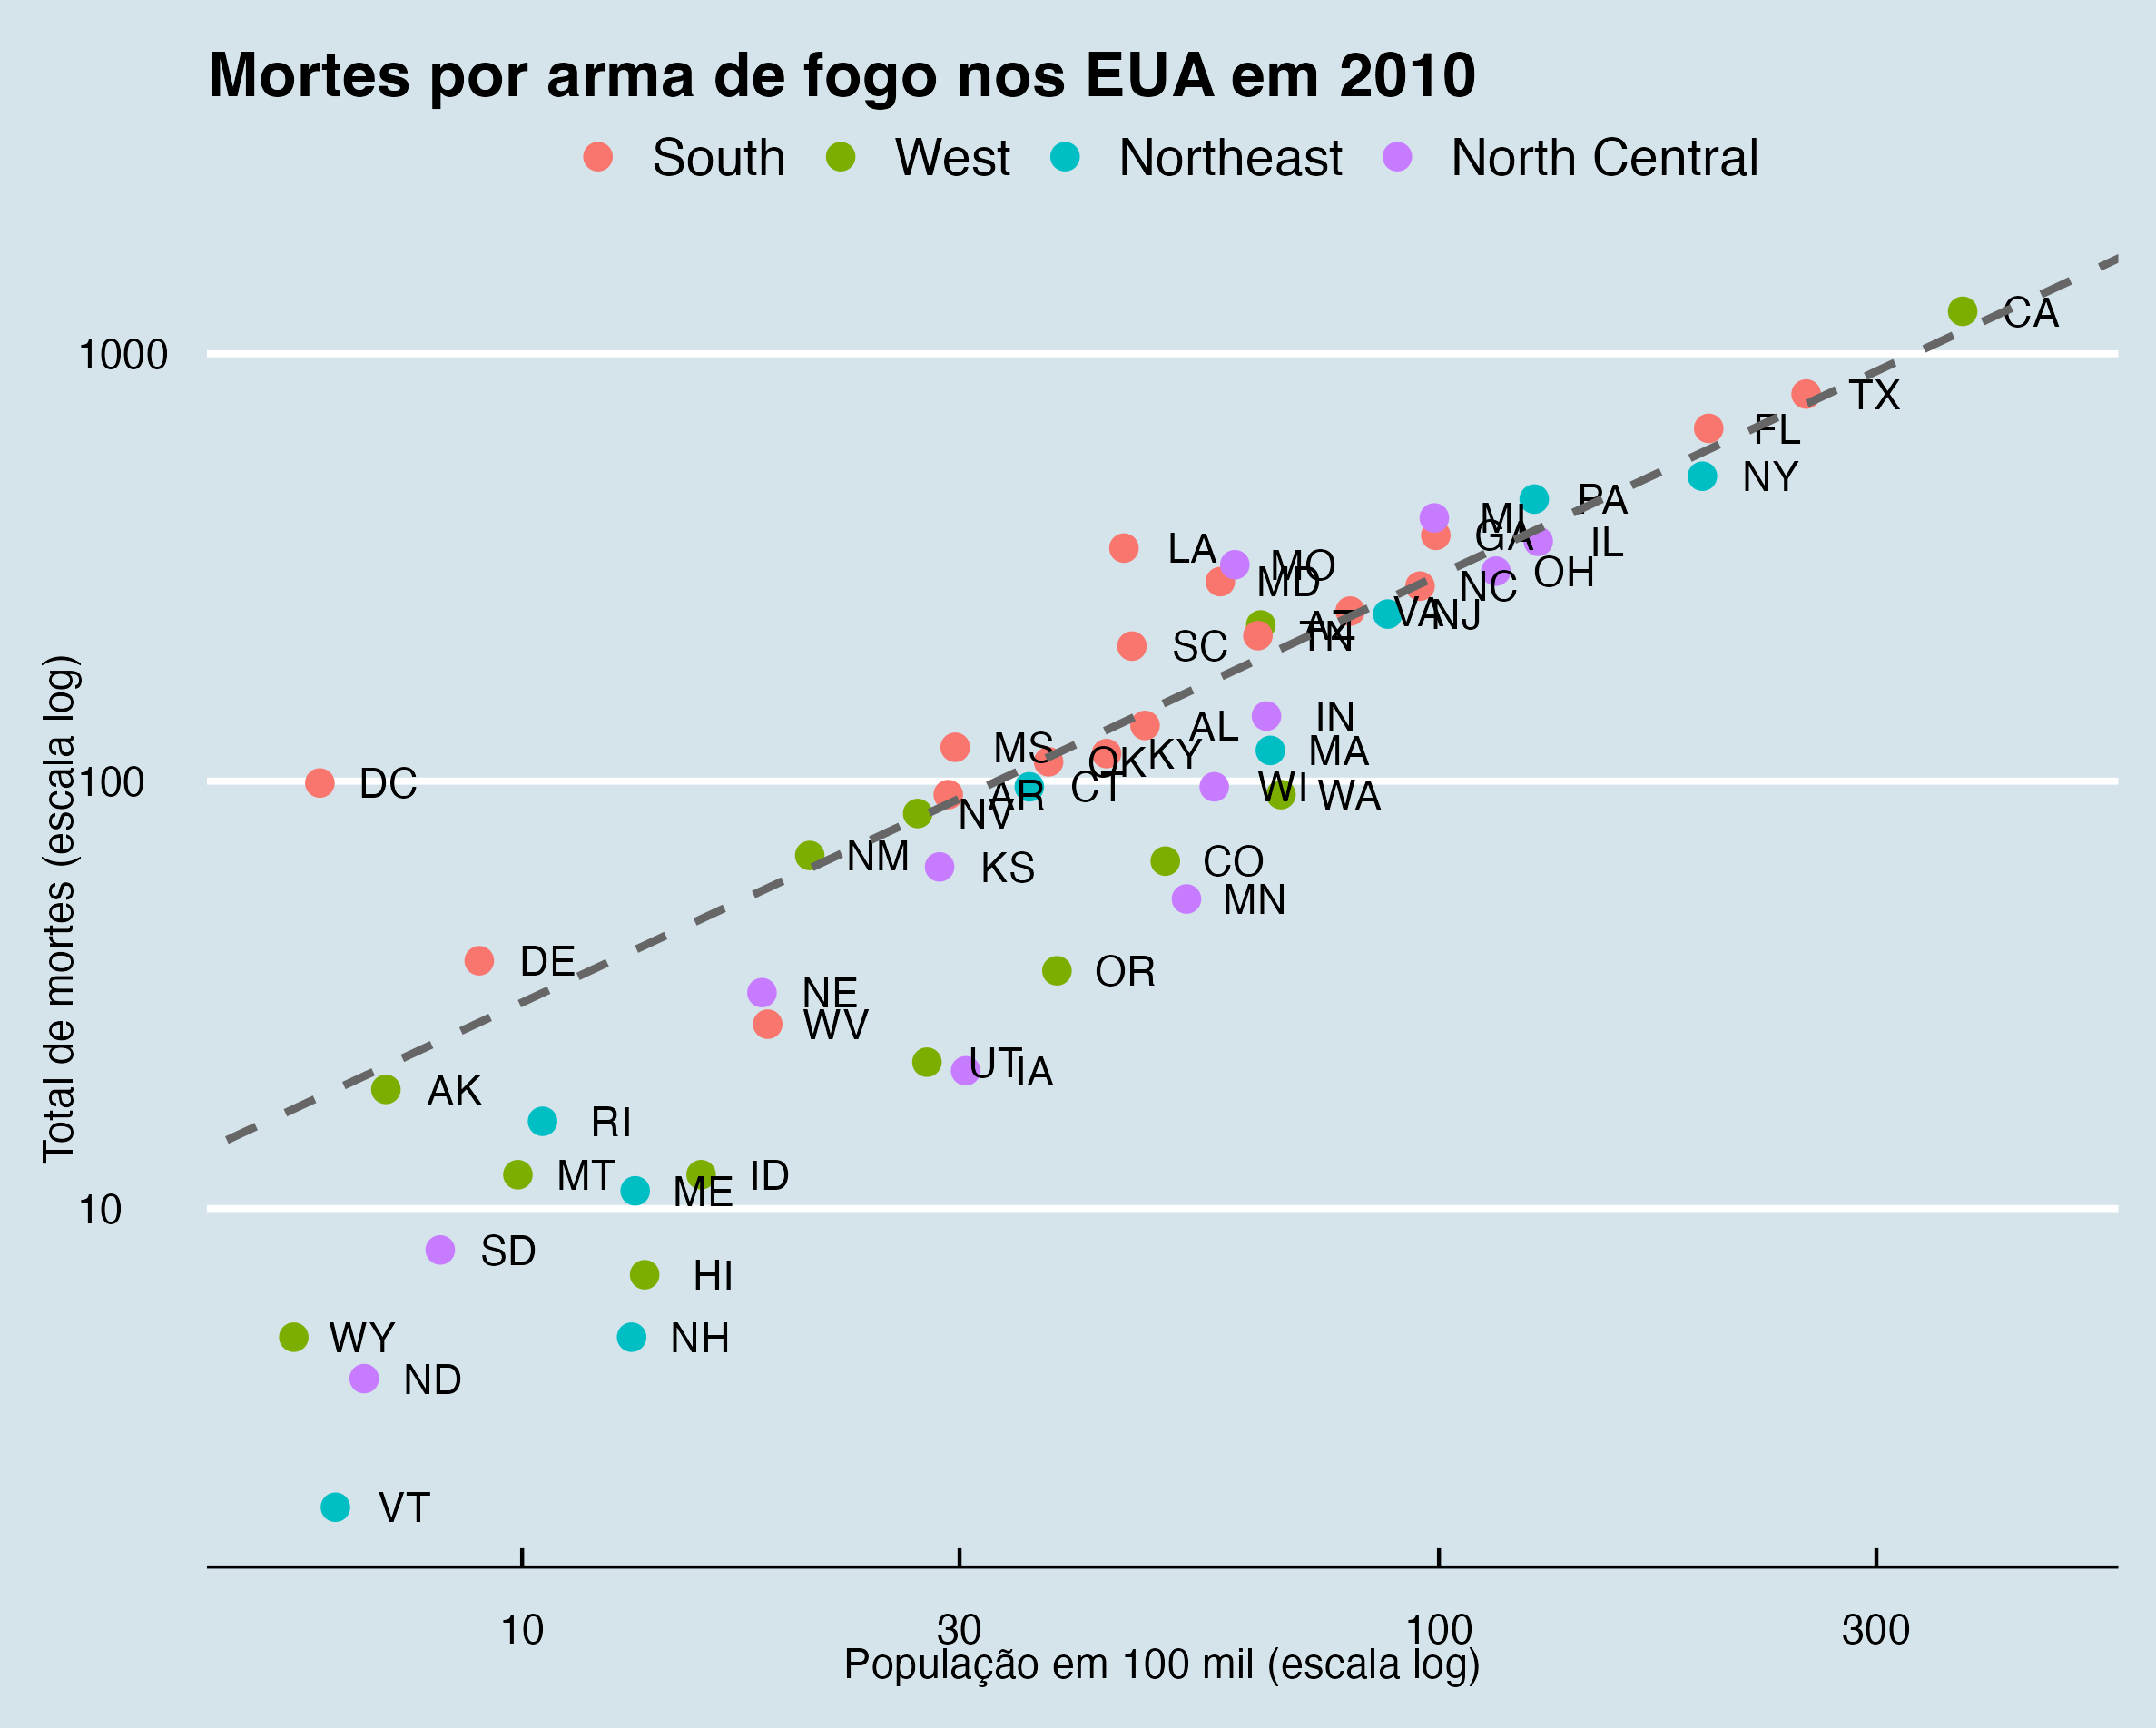 Mortes por arma de fogo nos EUA em 2010
South West Northeast North Central
Total de mortes (escala log)
1000
100
10
CA
TX
FL
NY
PA
MI
GA
IL
LA
MO
OH
MD
NC
AZ
VA
NJ
TN
SC
IN
AL
MA
MS
KY
OK
DC
CT
WI
WA
AR
NV
NM
CO
KS
MN
DE
OR
NE
WV
UT
IA
AK
RI
MT
ID
ME
SD
HI
WY
NH
ND
VT
10 30 100 300
População em 100 mil (escala log)